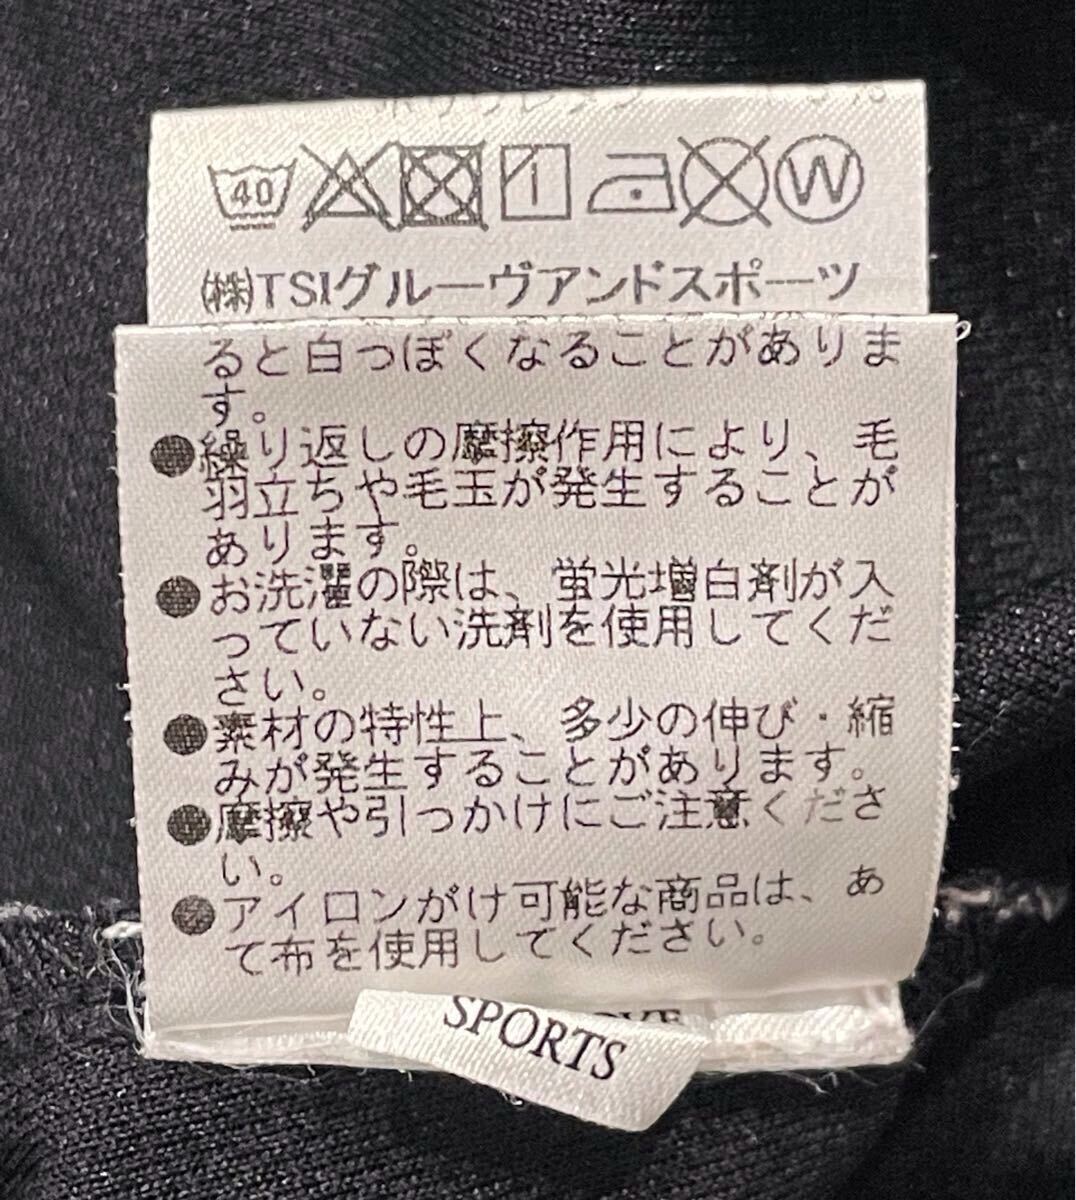 40 W
㈱TSIグルーヴアンドスポーツ
ると白っぽくなることがありま
す。
●繰り返しの摩擦作用により、毛
羽立ちや毛玉が発生することが
あります。
●お洗濯の際は、蛍光増白剤が入
っていない洗剤を使用してくだ
さい。
●素材の特性上、多少の伸び・縮
みが発生することがあります。
●摩擦や引っかけにご注意くださ
い。
●アイロンがけ可能な商品は、あ
て布を使用してください。
SPORTS